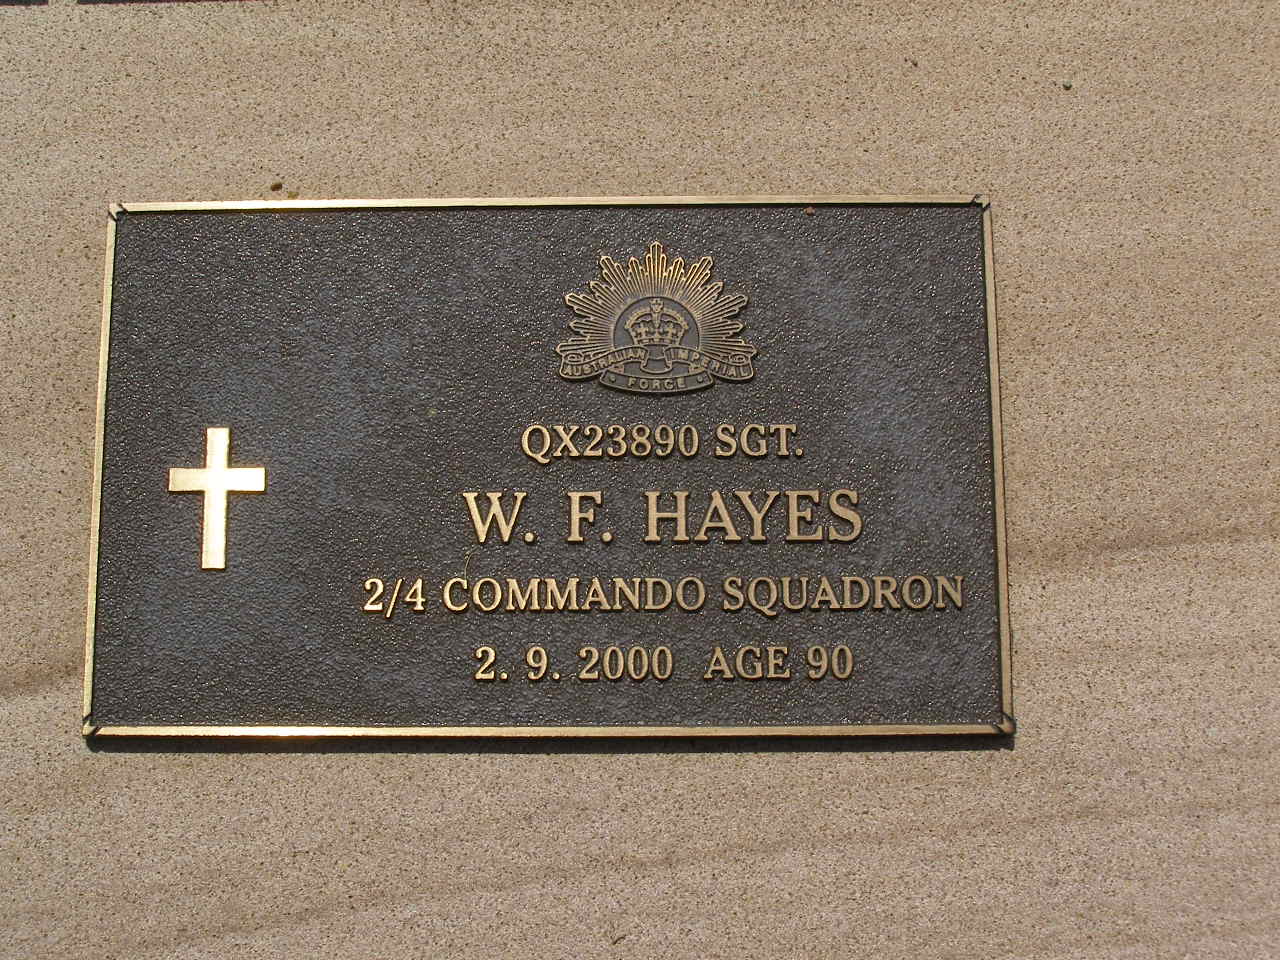 AUSTRALIAN IMPERIAL
FORCE
QX23890 SGT.
W. F. HAYES
2/4 COMMANDO SQUADRON
2. 9. 2000 AGE 90